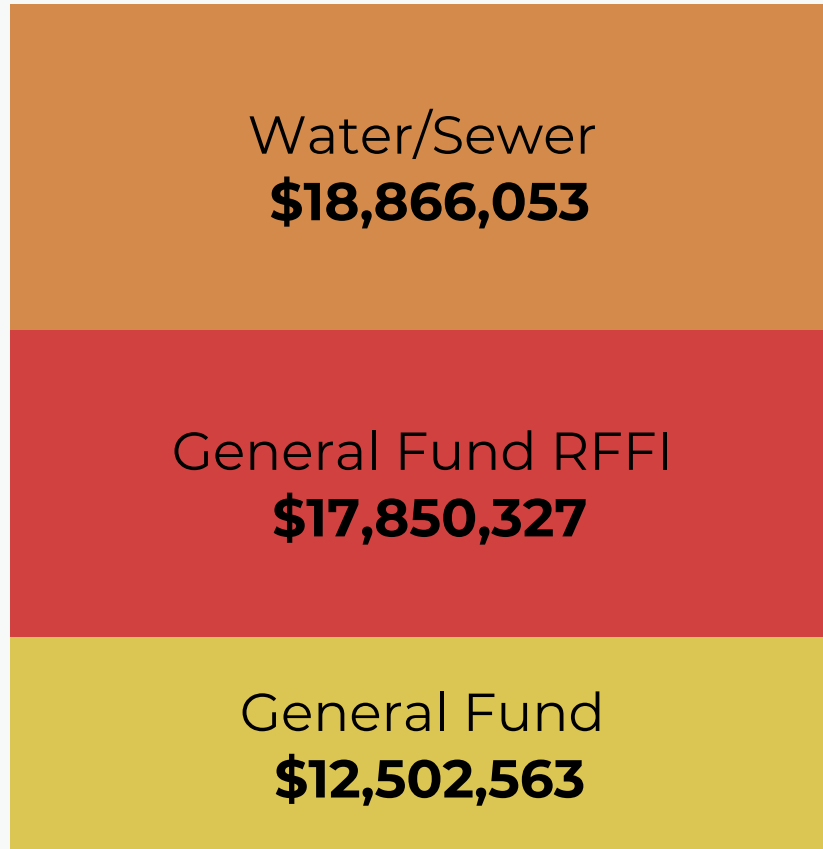 Water/Sewer
$18,866,053
General Fund RFFI
$17,850,327
General Fund
$12,502,563